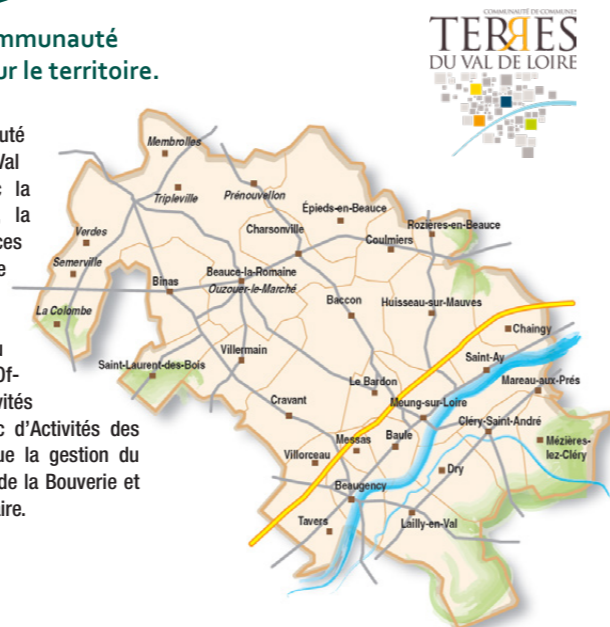 ommunauté
ur le territoire.
COMMUNAUTÉ DE COMMUNES
TERRES
DU VAL DE LOIRE
uté
Val
la
la
ces
e
Of-
vités
c d'Activités des
ue la gestion du
de la Bouverie et
ire.
Membrolles
Tripleville
Prénouvellon
Épieds-en-Beauce
Rozières-en-Beauce
Charsonville
Coulmiers
Verdes
Semerville
Binas
Beauce-la-Romaine
Ouzouer-le-Marché
Baccon
Huisseau-sur-Mauves
La Colombe
Chaingy
Saint-Laurent-des-Bois
Villermain
Saint-Ay
Le Bardon
Mareau-aux-Prés
Cravant
Meung-sur-Loire
Cléry-Saint-André
Messas
Baule
Mézières-
lez-Cléry
Villorceau
Dry
Beaugency
Tavers
Lailly-en-Val